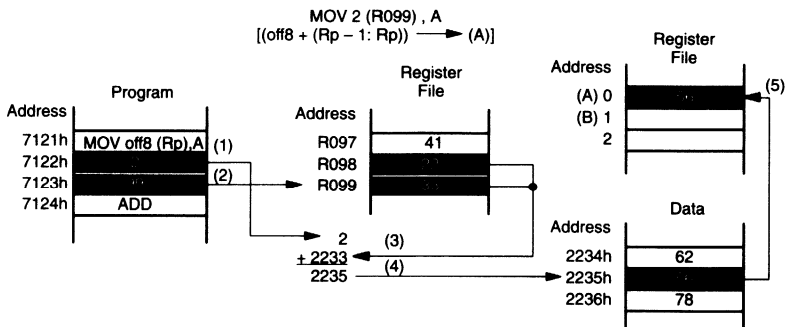 MOV 2 (R099) , A
[(off8 + (Rp – 1: Rp)) (A)]
Program
Address
7121h MOV off8 (Rp),A (1)
7122h
7123h (2)
7124h ADD
Register
File
Address
R097 41
R098 22
R099 33
2 (3)
+ 2233
2235 (4)
Register
File
Address
(A) 0 (5)
(B) 1
2
Data
Address
2234h 62
2235h
2236h 78